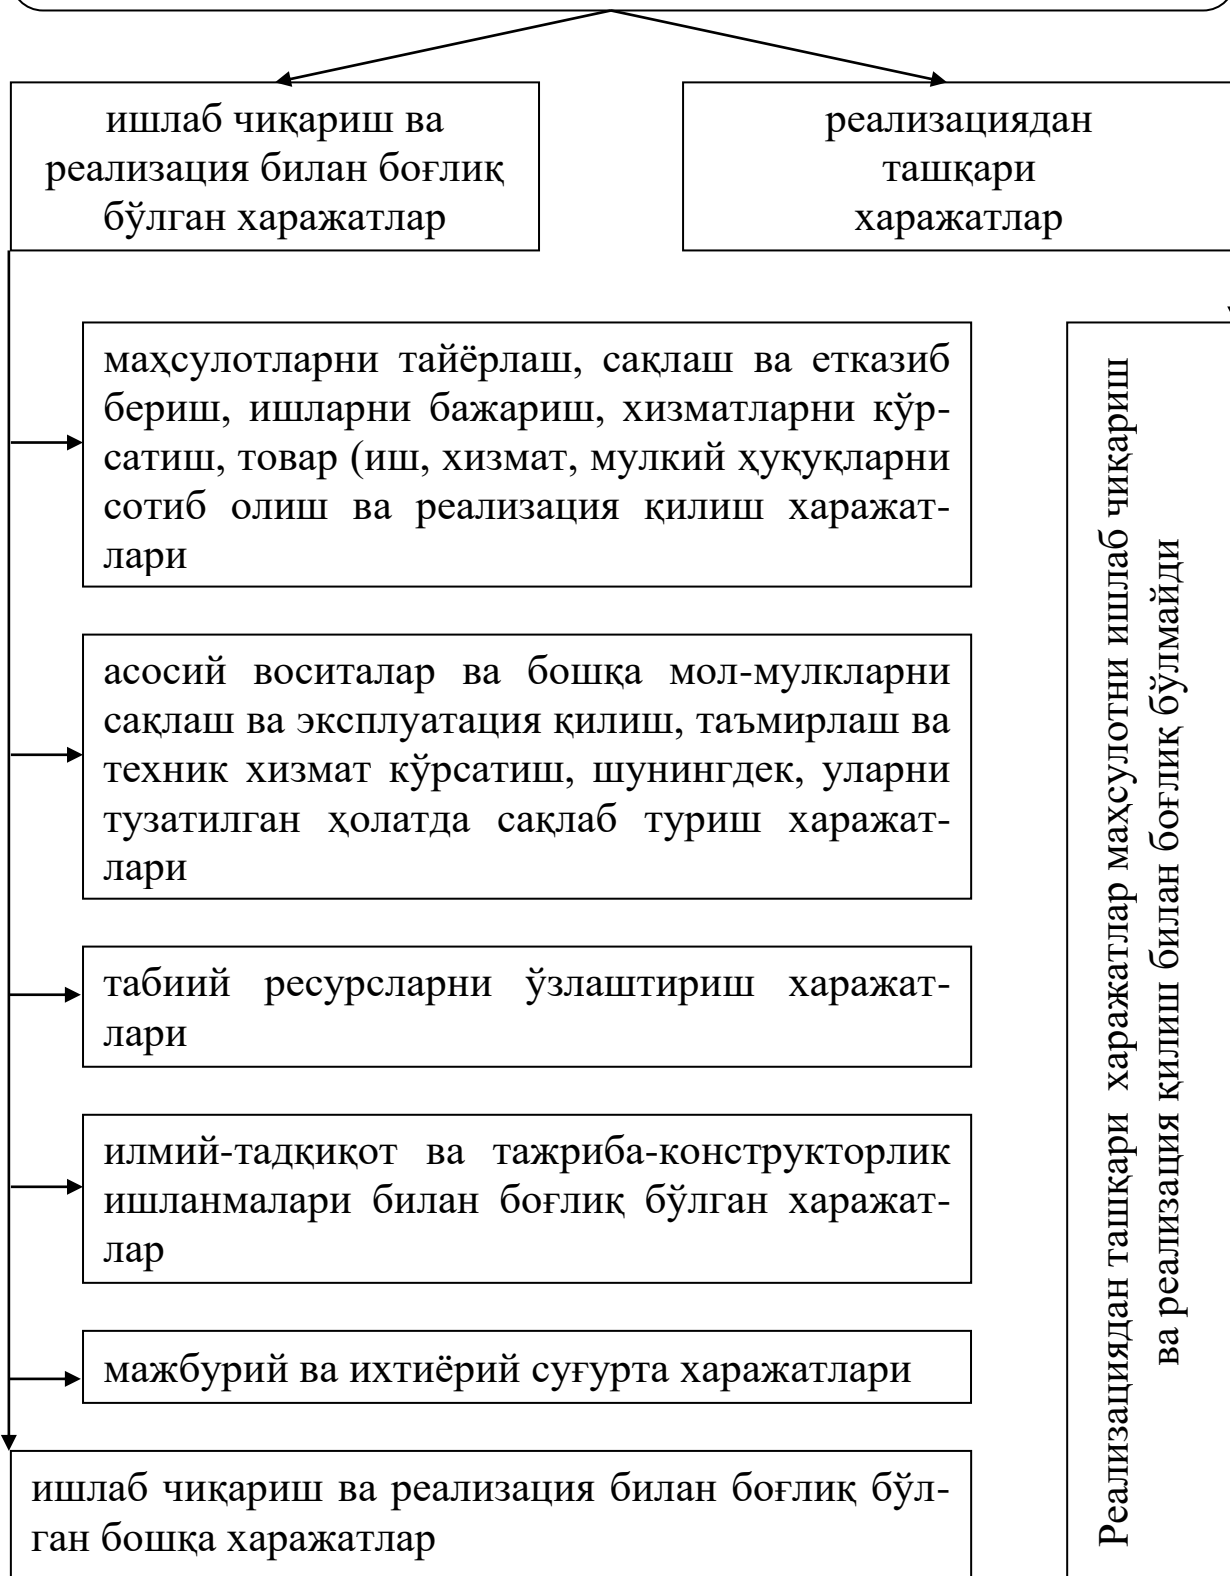 ишлаб чиқариш ва
реализация билан боғлиқ
бўлган харажатлар
реализациядан
ташқари
харажатлар
маҳсулотларни тайёрлаш, сақлаш ва етказиб
бериш, ишларни бажариш, хизматларни кўр-
сатиш, товар (иш, хизмат, мулкий ҳуқуқларни
сотиб олиш ва реализация қилиш харажат-
лари
асосий воситалар ва бошқа мол-мулкларни
сақлаш ва эксплуатация қилиш, таъмирлаш ва
техник хизмат кўрсатиш, шунингдек, уларни
тузатилган ҳолатда сақлаб туриш харажат-
лари
табиий ресурсларни ўзлаштириш харажат-
лари
илмий-тадқиқот ва тажриба-конструкторлик
ишланмалари билан боғлиқ бўлган харажат-
лар
мажбурий ва ихтиёрий суғурта харажатлари
ишлаб чиқариш ва реализация билан боғлиқ бўл-
ган бошқа харажатлар
Реализациядан ташқари харажатлар маҳсулотни ишлаб чиқариш
ва реализация қилиш билан боғлиқ бўлмайди